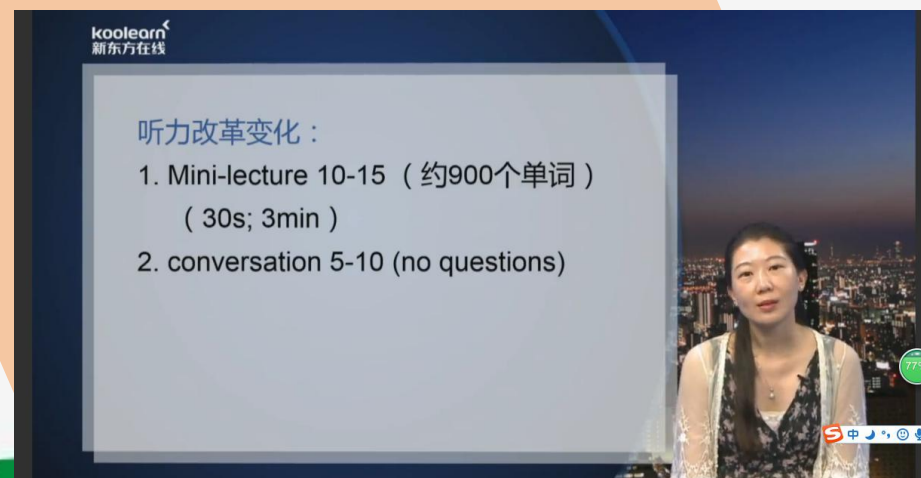 koolearn
新东方在线
听力改革变化：
1. Mini-lecture 10-15 （约900个单词）
（30s; 3min）
2. conversation 5-10 (no questions)
中